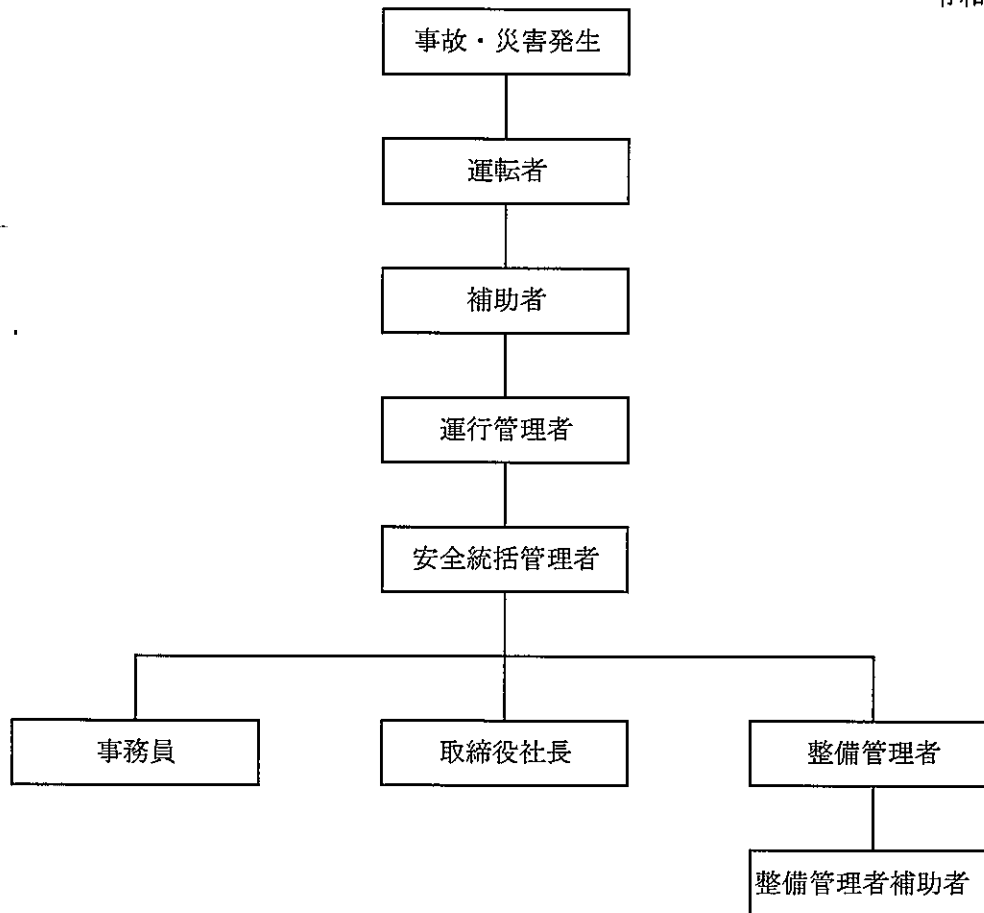 事故・災害発生
運転者
補助者
運行管理者
安全統括管理者
事務員
取締役社長
整備管理者
整備管理者補助者